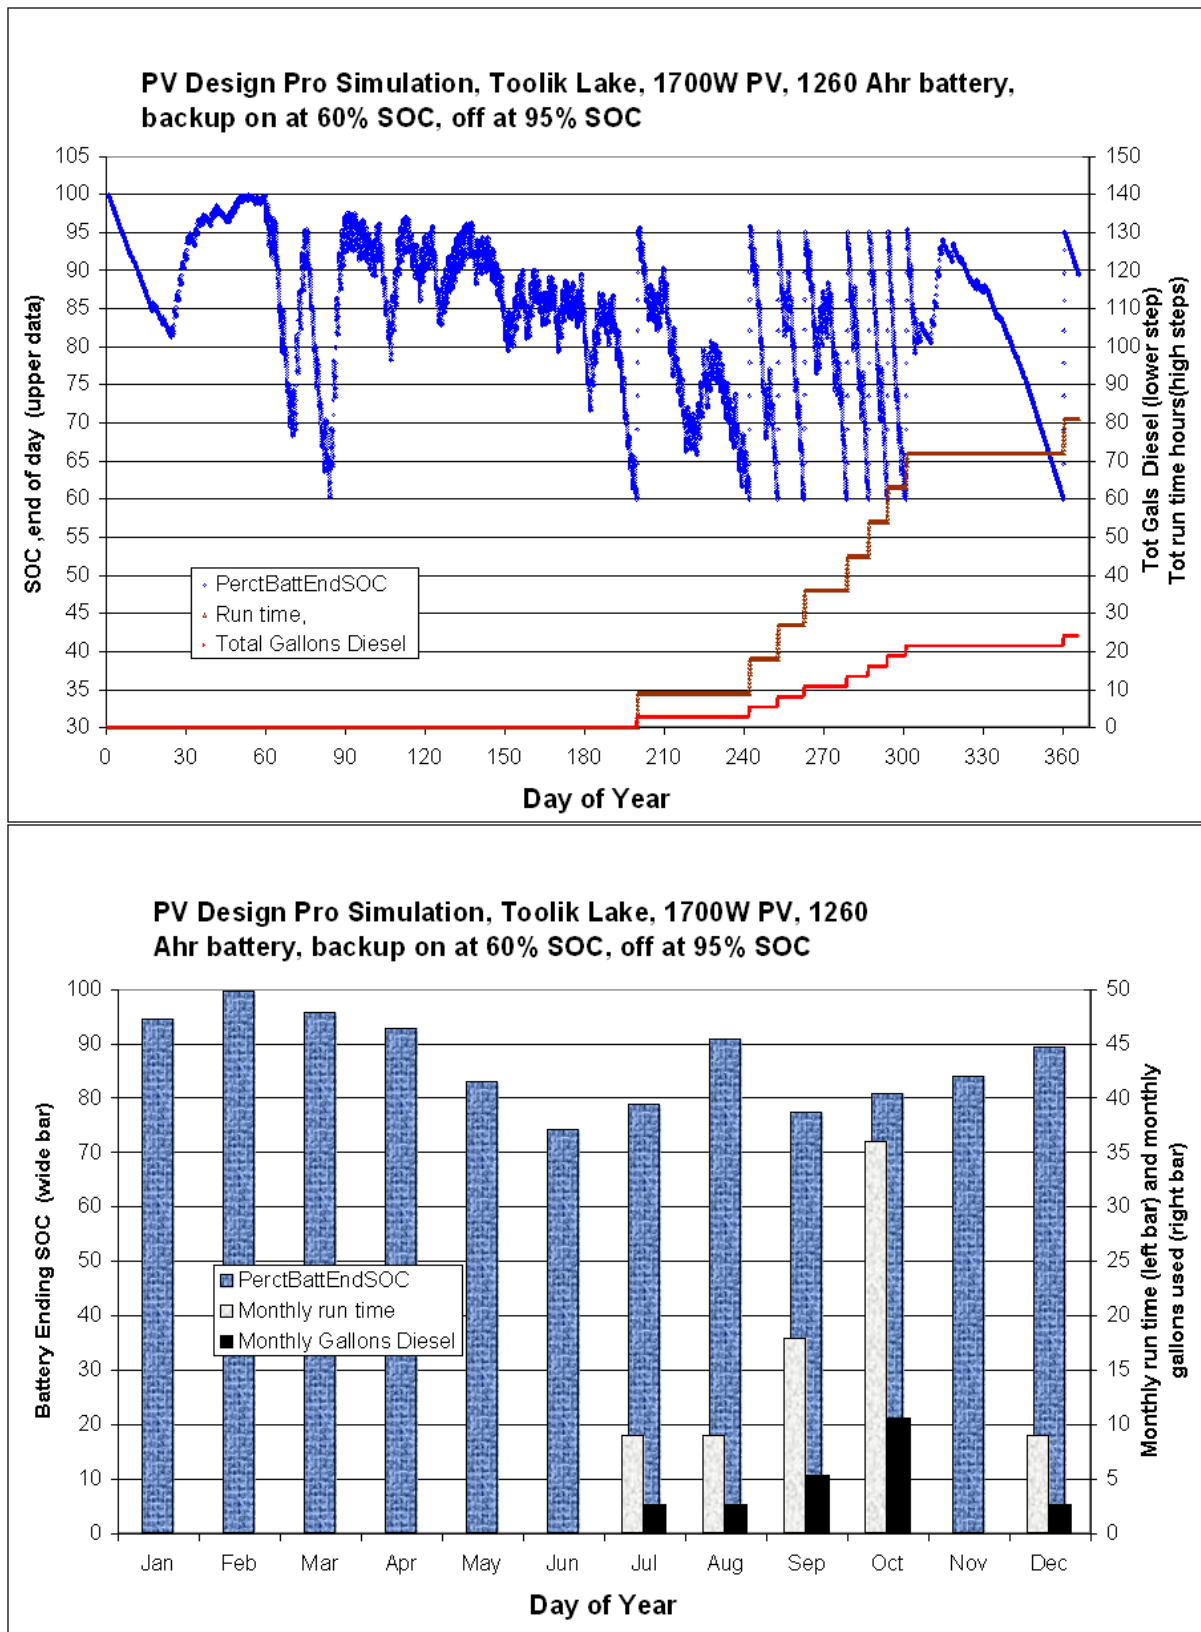 PV Design Pro Simulation, Toolik Lake, 1700W PV, 1260 Ahr battery,
backup on at 60% SOC, off at 95% SOC
SOC ,end of day (upper data)
105
100
95
90
85
80
75
70
65
60
55
50
45
40
35
30
150
140
130
120
110
100
90
80
70
60
50
40
30
20
10
0
Tot Gals Diesel (lower step)
Tot run time hours(high steps)
PerctBattEndSOC
Run time,
Total Gallons Diesel
0 30 60 90 120 150 180 210 240 270 300 330 360
Day of Year
PV Design Pro Simulation, Toolik Lake, 1700W PV, 1260
Ahr battery, backup on at 60% SOC, off at 95% SOC
Battery Ending SOC (wide bar)
100
90
80
70
60
50
40
30
20
10
0
50
45
40
35
30
25
20
15
10
5
0
Monthly run time (left bar) and monthly
gallons used (right bar)
PerctBattEndSOC
Monthly run time
Monthly Gallons Diesel
Jan Feb Mar Apr May Jun Jul Aug Sep Oct Nov Dec
Day of Year